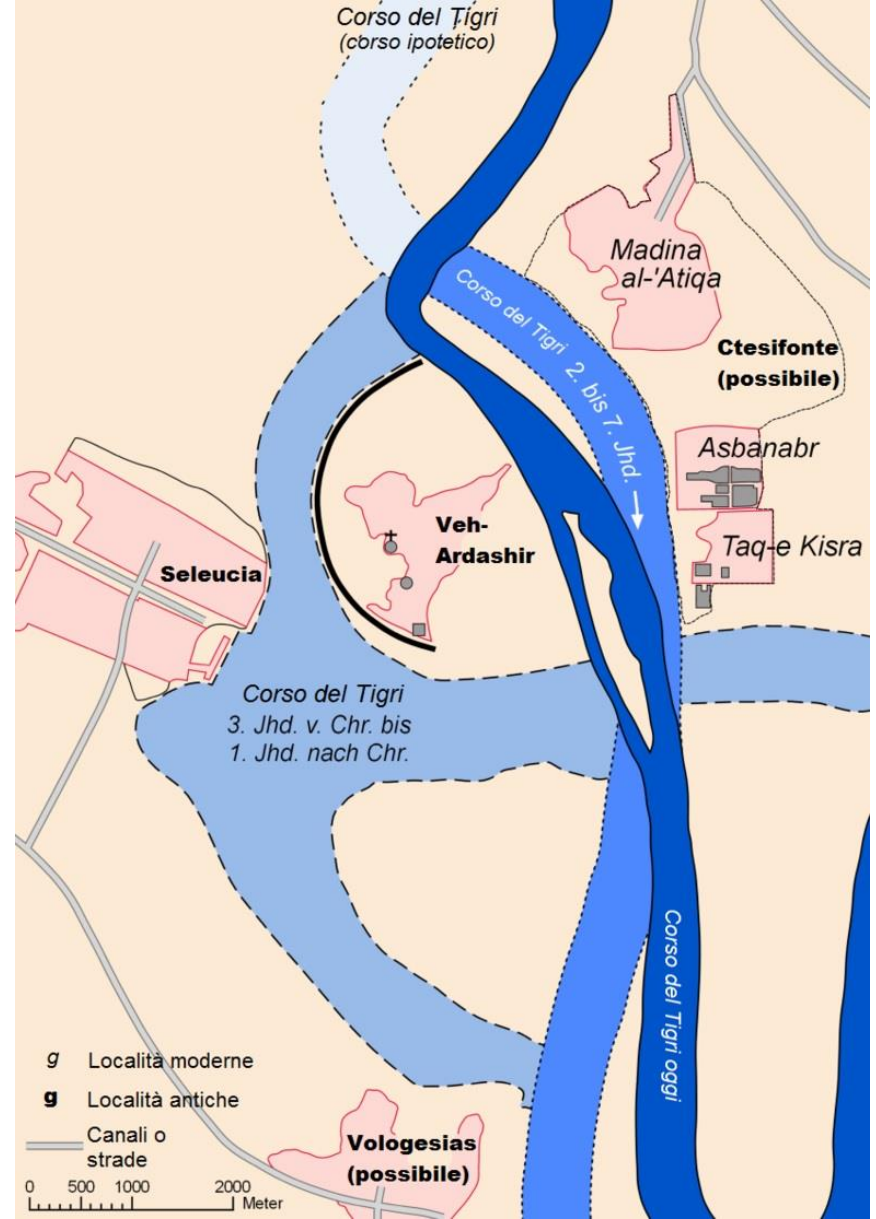 Corso del Tigri
(corso ipotetico)
Madina
al-'Atiqa
Corso del Tigri 2. bis 7. Jhd.
Ctesifonte
(possibile)
Asbanabr
Veh-
Ardashir
Taq-e Kisra
Seleucia
Corso del Tigri
3. Jhd. v. Chr. bis
1. Jhd. nach Chr.
Corso del Tigri oggi
g Località moderne
g Località antiche
Canali o
strade
Vologesias
(possibile)
0 500 1000 2000
Meter